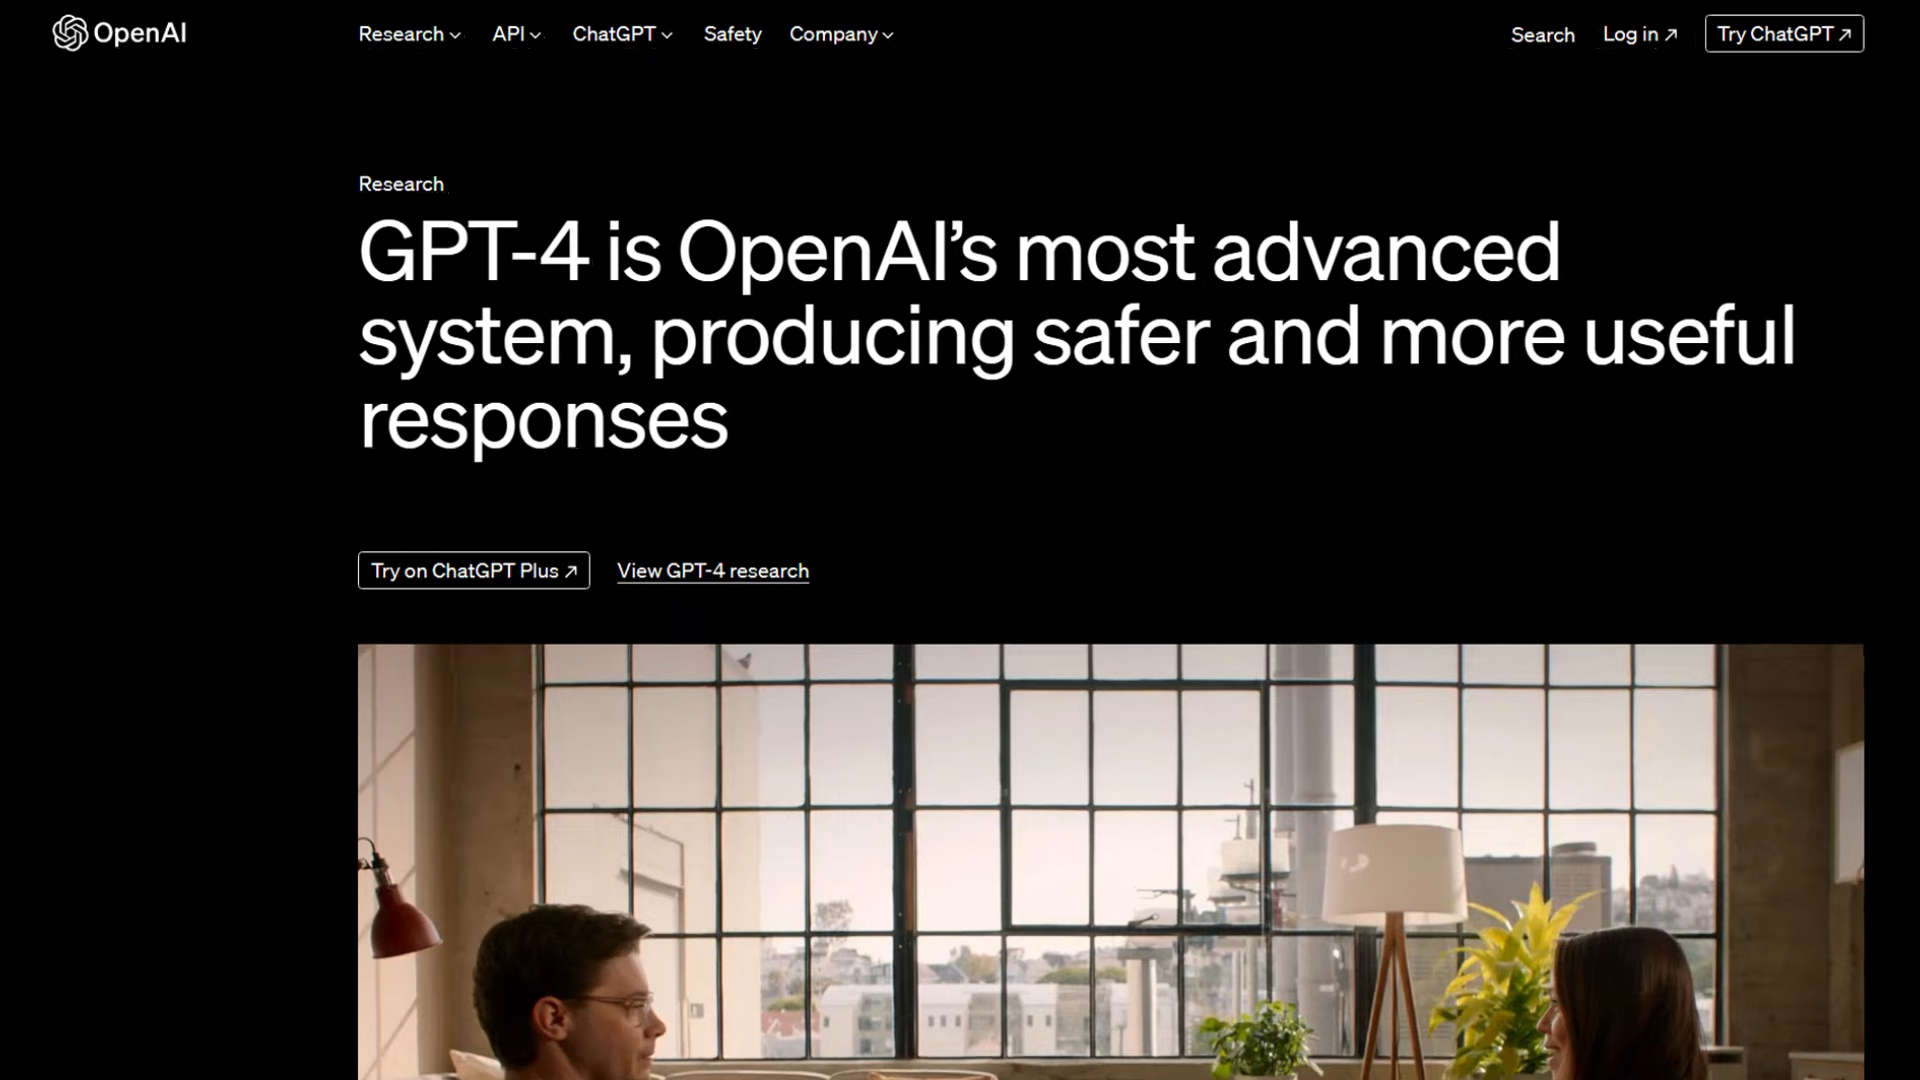 OpenAI
Research
API
ChatGPT
Safety
Company
Search
Log in ↗
Try ChatGPT ↗
Research
GPT-4 is OpenAI’s most advanced
system, producing safer and more useful
responses
Try on ChatGPT Plus ↗
View GPT-4 research